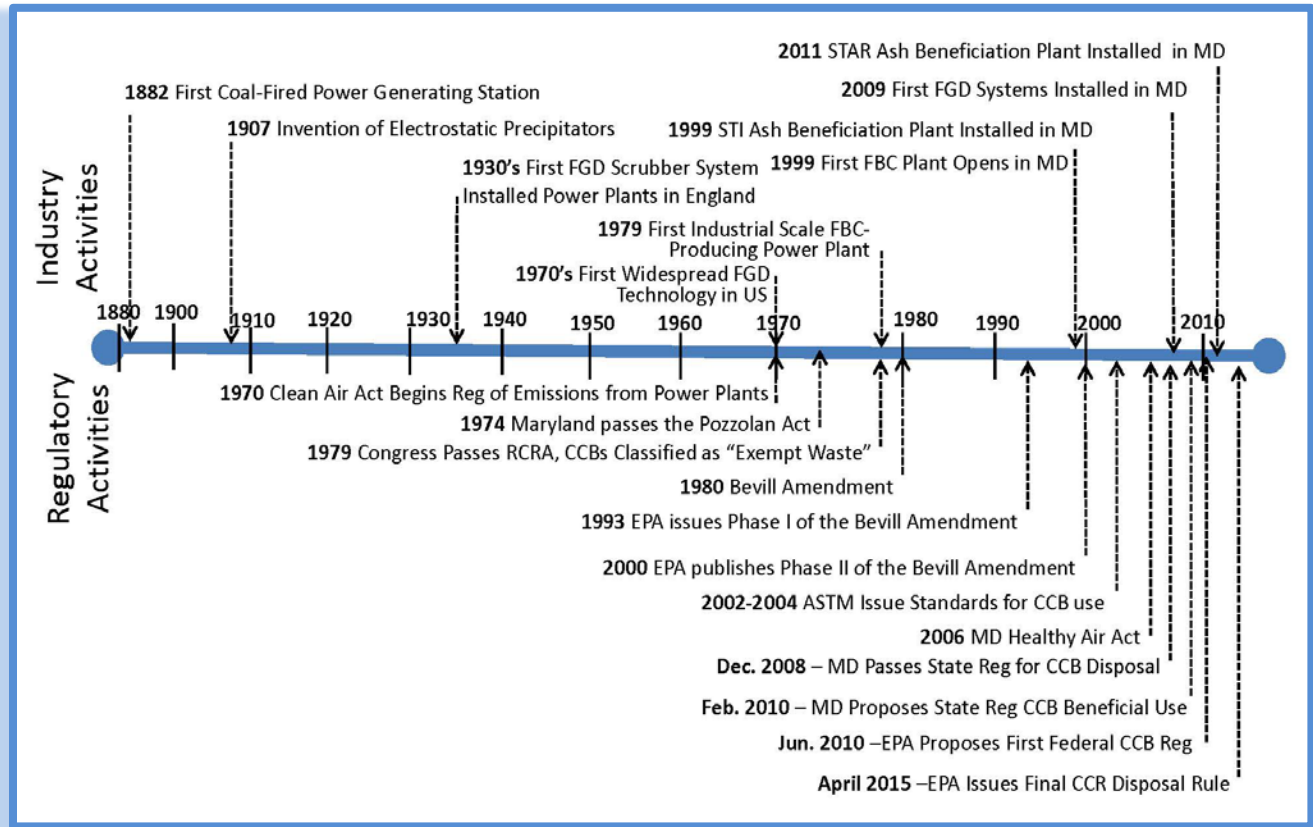 2011 STAR Ash Beneficiation Plant Installed in MD
1882 First Coal-Fired Power Generating Station
2009 First FGD Systems Installed in MD
1907 Invention of Electrostatic Precipitators
1999 STI Ash Beneficiation Plant Installed in MD
1930's First FGD Scrubber System
Installed Power Plants in England
1999 First FBC Plant Opens in MD
1979 First Industrial Scale FBC-
Producing Power Plant
1970's First Widespread FGD
Technology in US
Industry
Activities
1880 1900 1910 1920 1930 1940 1950 1960 1970 1980 1990 2000 2010
Regulatory
Activities
1970 Clean Air Act Begins Reg of Emissions from Power Plants
1974 Maryland passes the Pozzolan Act
1979 Congress Passes RCRA, CCBs Classified as “Exempt Waste”
1980 Bevill Amendment
1993 EPA issues Phase I of the Bevill Amendment
2000 EPA publishes Phase II of the Bevill Amendment
2002-2004 ASTM Issue Standards for CCB use
2006 MD Healthy Air Act
Dec. 2008 – MD Passes State Reg for CCB Disposal
Feb. 2010 – MD Proposes State Reg CCB Beneficial Use
Jun. 2010 –EPA Proposes First Federal CCB Reg
April 2015 –EPA Issues Final CCR Disposal Rule